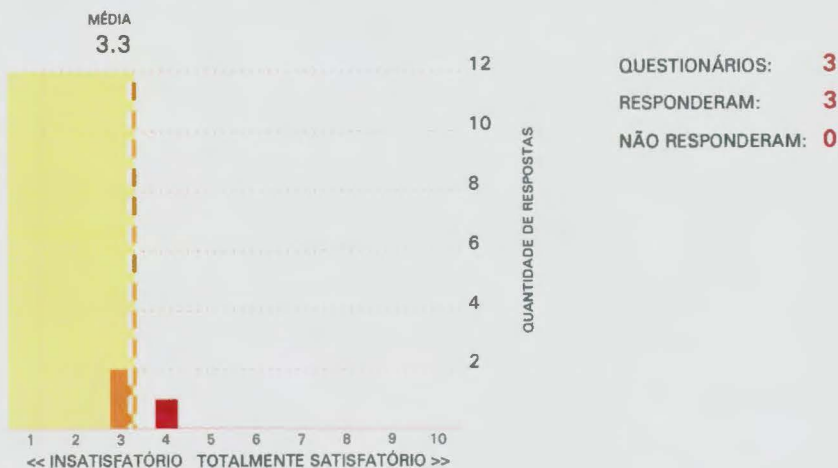 MÉDIA
3.3
12
10
8
6
4
2
QUANTIDADE DE RESPOSTAS
1 2 3 4 5 6 7 8 9 10
<< INSATISFATÓRIO TOTALMENTE SATISFATÓRIO >>
QUESTIONÁRIOS: 3
RESPONDERAM: 3
NÃO RESPONDERAM: 0